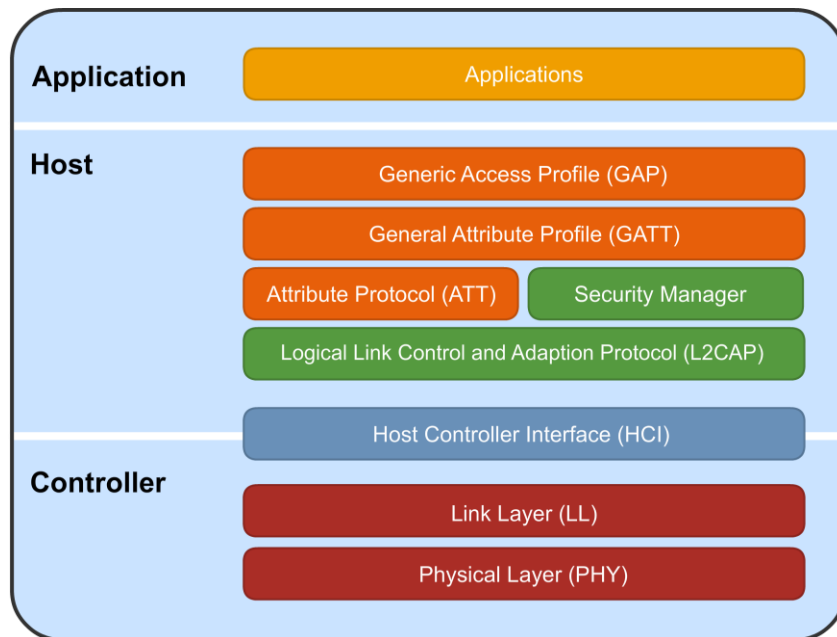 Application
Applications
Host
Generic Access Profile (GAP)
General Attribute Profile (GATT)
Attribute Protocol (ATT)
Security Manager
Logical Link Control and Adaption Protocol (L2CAP)
Host Controller Interface (HCI)
Controller
Link Layer (LL)
Physical Layer (PHY)